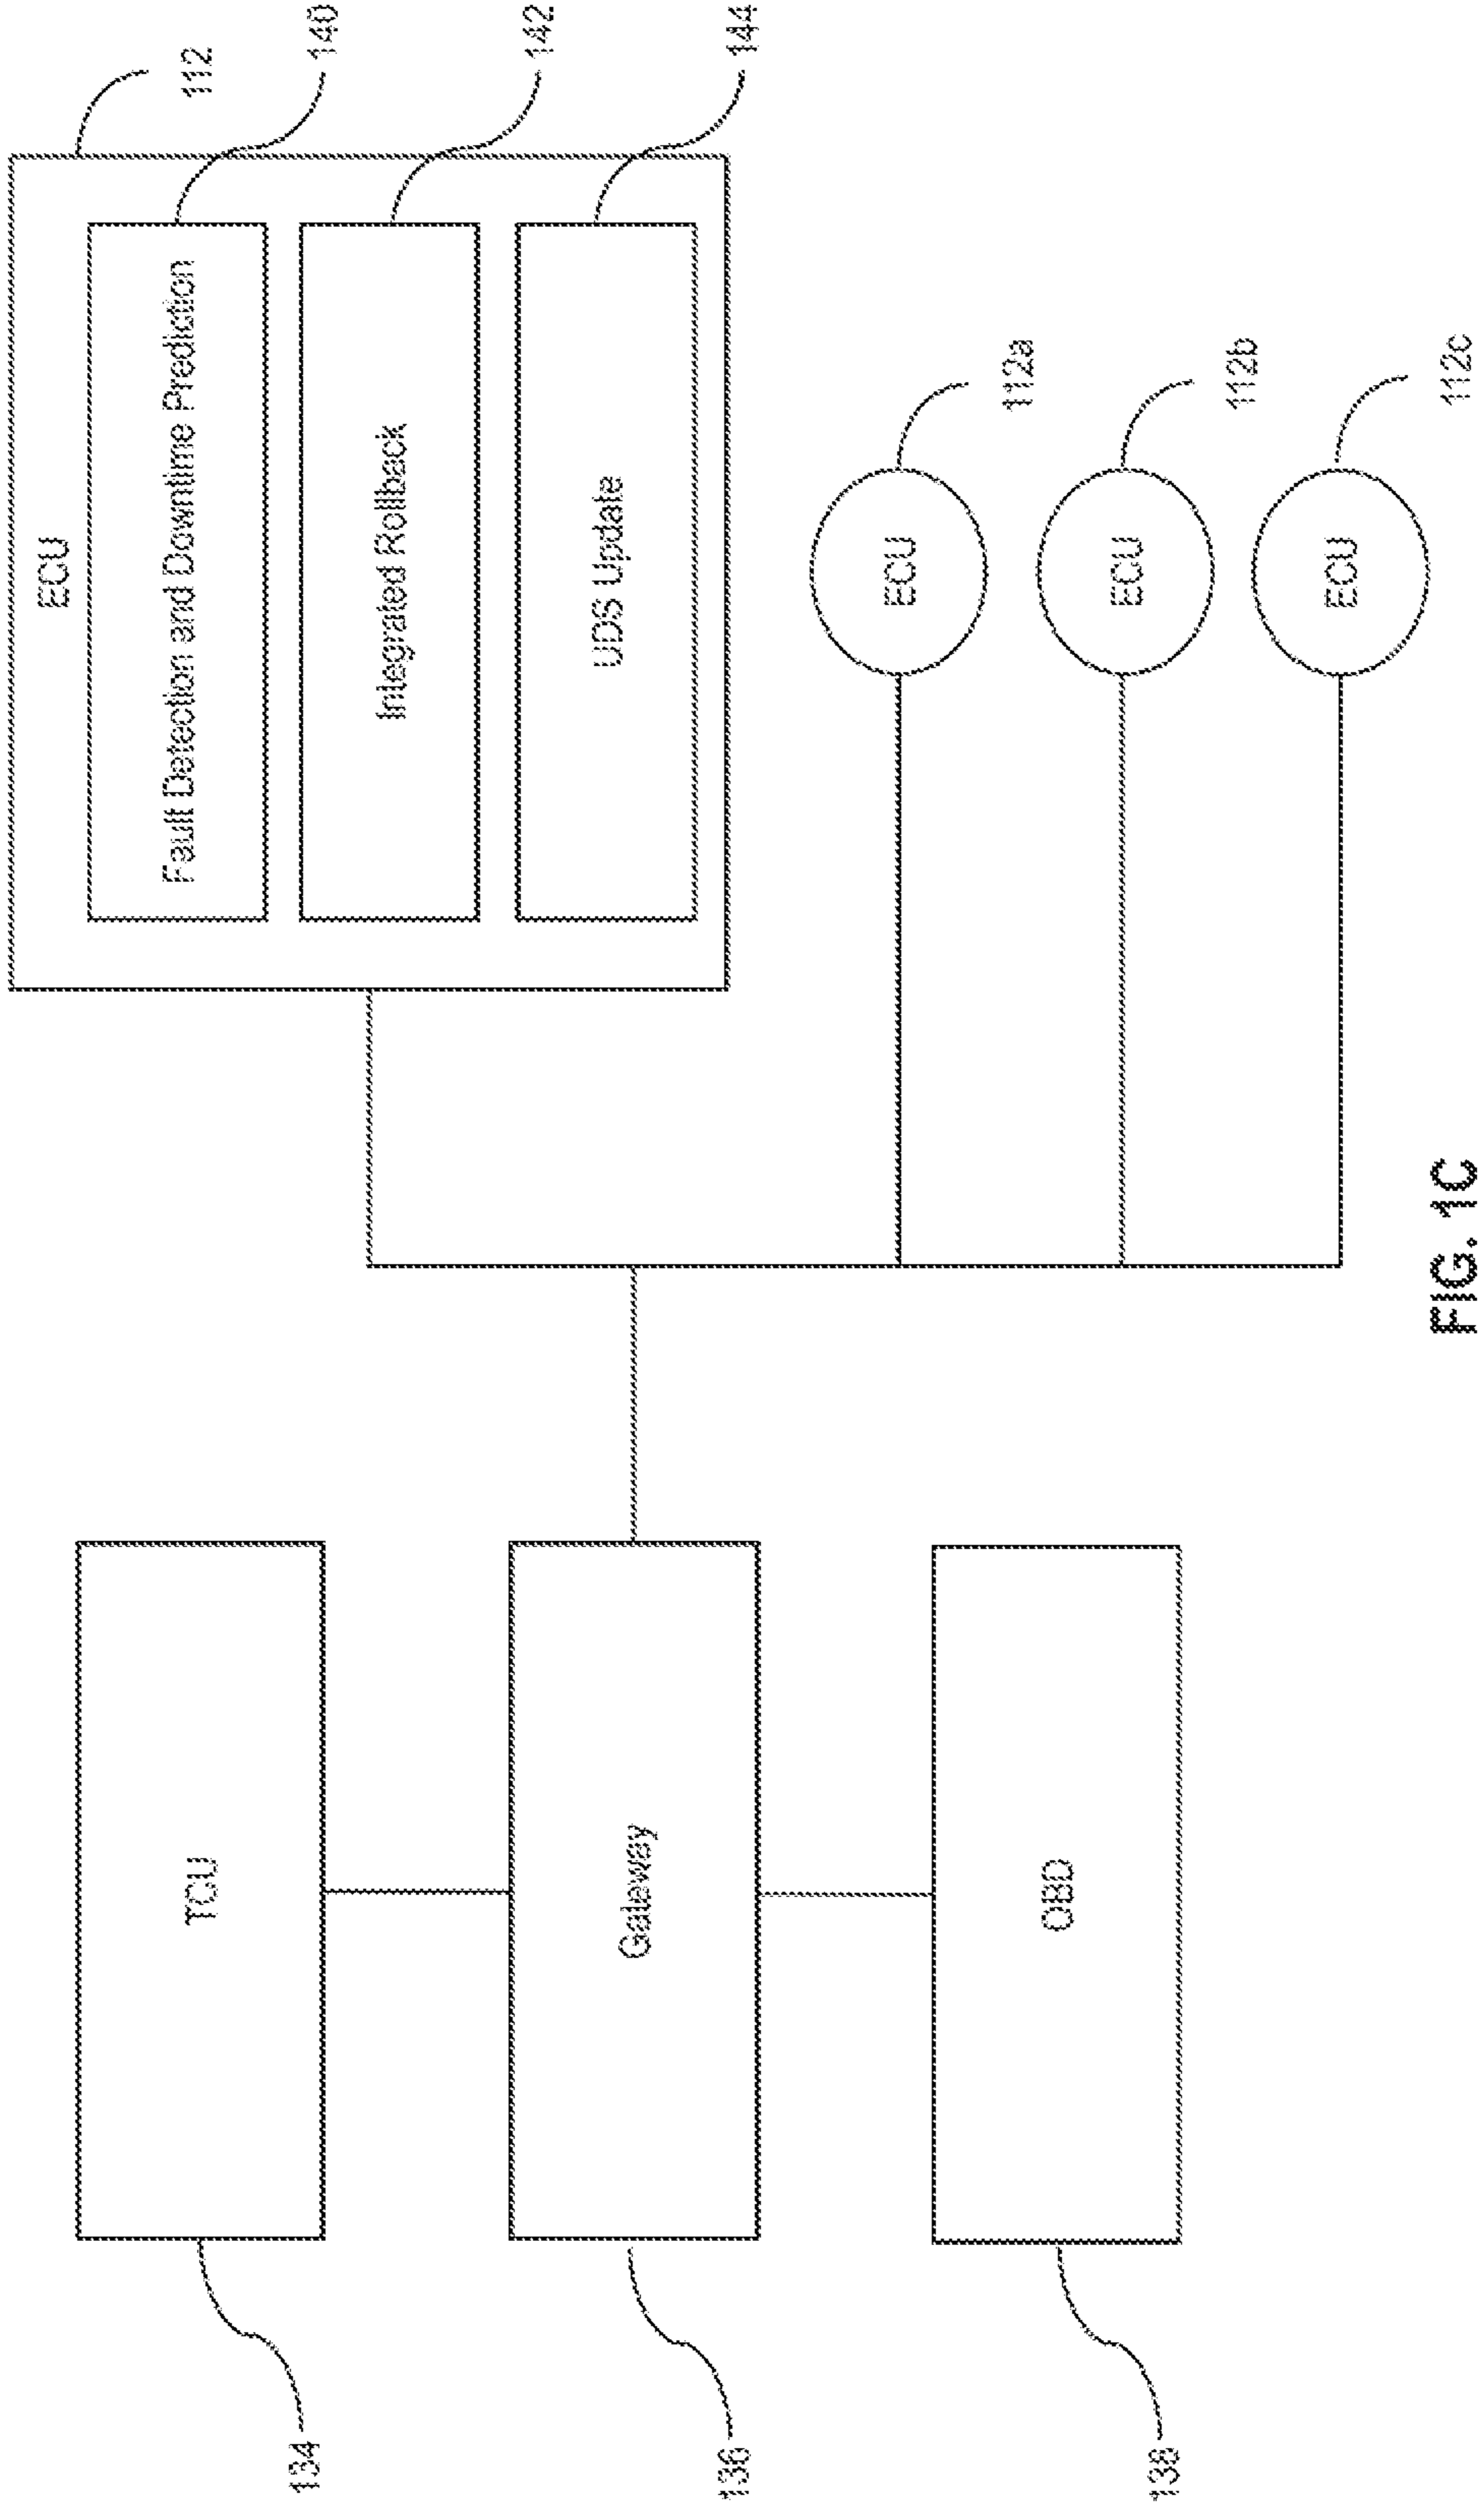 ECU
112
Fault Detection and Downtime Prediction
140
Integrated Rollback
142
UDS Update
144
TCU
134
Gateway
136
OBD
138
ECU
112a
ECU
112b
ECU
112c
FIG. 1C